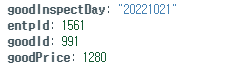 goodInspectDay: "20221021"
entpId: 1561
goodId: 991
goodPrice: 1280